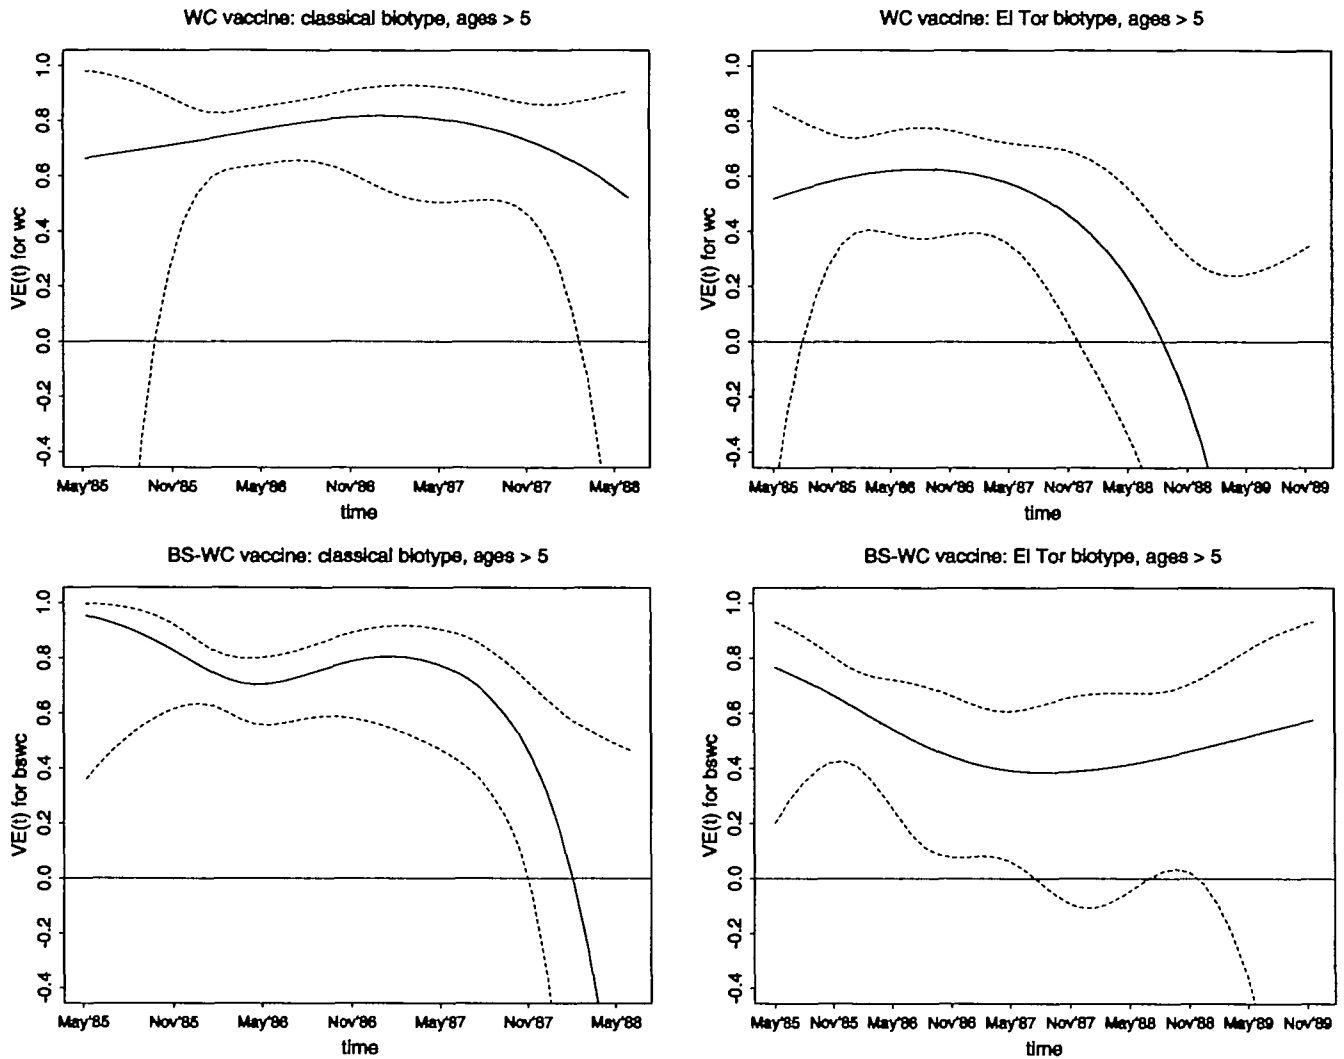 WC vaccine: classical biotype, ages > 5
VE(t) for wc
1.0
0.8
0.6
0.4
0.2
0.0
-0.2
-0.4
May'85 Nov'85 May'86 Nov'86 May'87 Nov'87 May'88
time
WC vaccine: El Tor biotype, ages > 5
VE(t) for wc
1.0
0.8
0.6
0.4
0.2
0.0
-0.2
-0.4
May'85 Nov'85 May'86 Nov'86 May'87 Nov'87 May'88 Nov'88 May'89 Nov'89
time
BS-WC vaccine: classical biotype, ages > 5
VE(t) for bswc
1.0
0.8
0.6
0.4
0.2
0.0
-0.2
-0.4
May'85 Nov'85 May'86 Nov'86 May'87 Nov'87 May'88
time
BS-WC vaccine: El Tor biotype, ages > 5
VE(t) for bswc
1.0
0.8
0.6
0.4
0.2
0.0
-0.2
-0.4
May'85 Nov'85 May'86 Nov'86 May'87 Nov'87 May'88 Nov'88 May'89 Nov'89
time